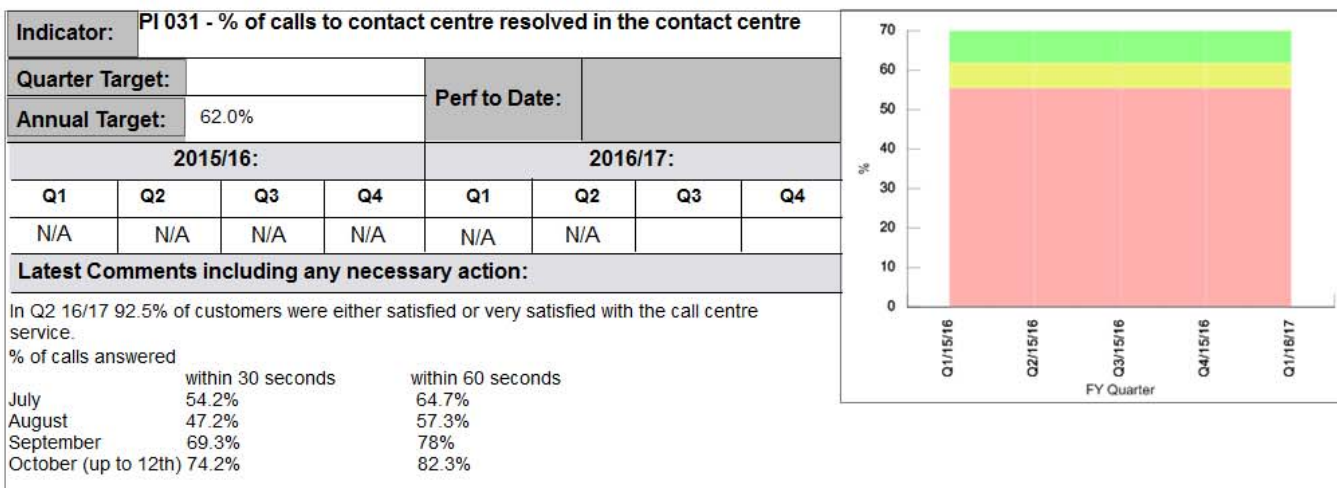 Indicator: PI 031 - % of calls to contact centre resolved in the contact centre
Quarter Target:
Perf to Date:
Annual Target: 62.0%
2015/16: 2016/17:
Q1 Q2 Q3 Q4 Q1 Q2 Q3 Q4
N/A N/A N/A N/A N/A N/A
Latest Comments including any necessary action:
In Q2 16/17 92.5% of customers were either satisfied or very satisfied with the call centre
service.
% of calls answered
within 30 seconds within 60 seconds
July 54.2% 64.7%
August 47.2% 57.3%
September 69.3% 78%
October (up to 12th) 74.2% 82.3%
70
60
50
40
30
20
10
0
%
Q1/15/16
Q2/15/16
Q3/15/16
Q4/15/16
Q1/16/17
FY Quarter